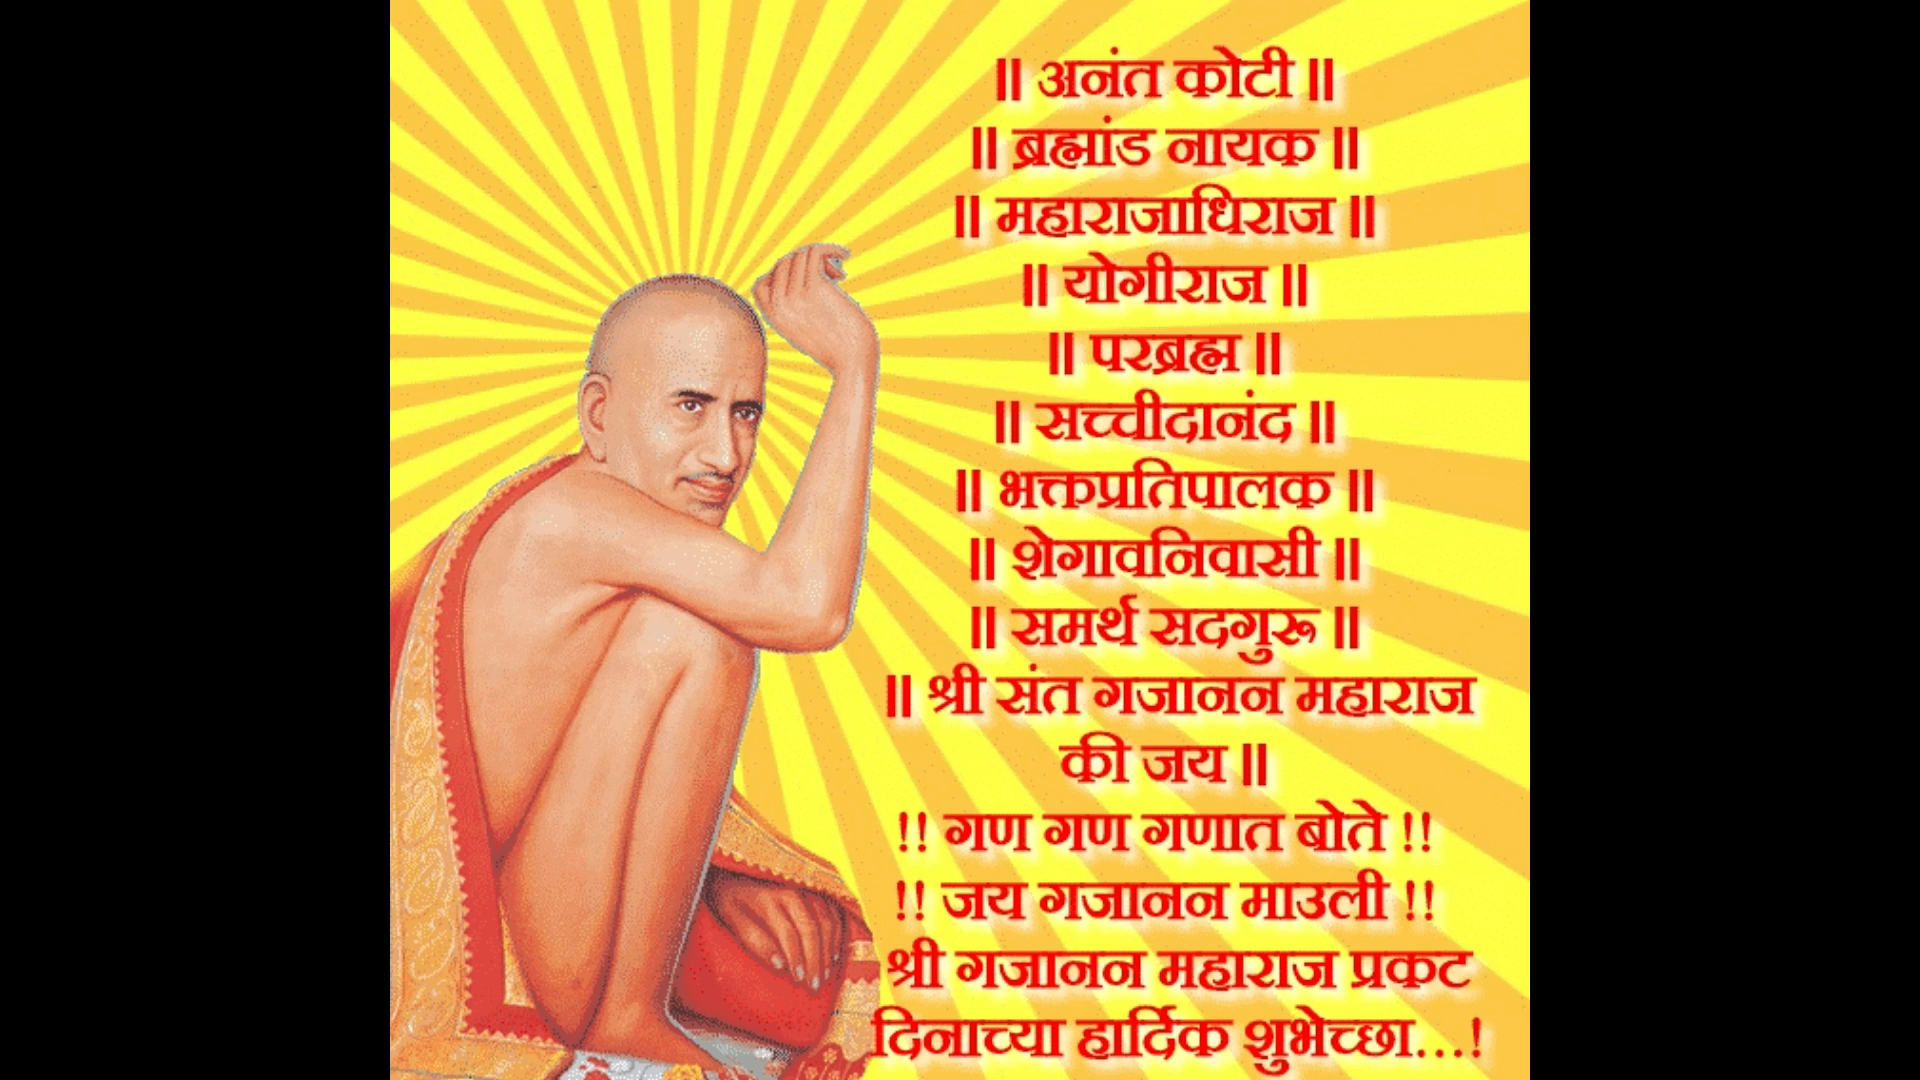 ॥ अनंत कोटी ॥
॥ ब्रह्मांड नायक ॥
॥ महाराजाधिराज ॥
॥ योगीराज ॥
॥ परब्रह्म ॥
॥ सच्चीदानंद ॥
॥ भक्तप्रतिपालक ॥
॥ शेगावनिवासी ॥
॥ समर्थ सदगुरू ॥
॥ श्री संत गजानन महाराज
की जय ॥
!! गण गण गणात बोते !!
!! जय गजानन माउली !!
श्री गजानन महाराज प्रकट
दिनाच्या हार्दिक शुभेच्छा...!